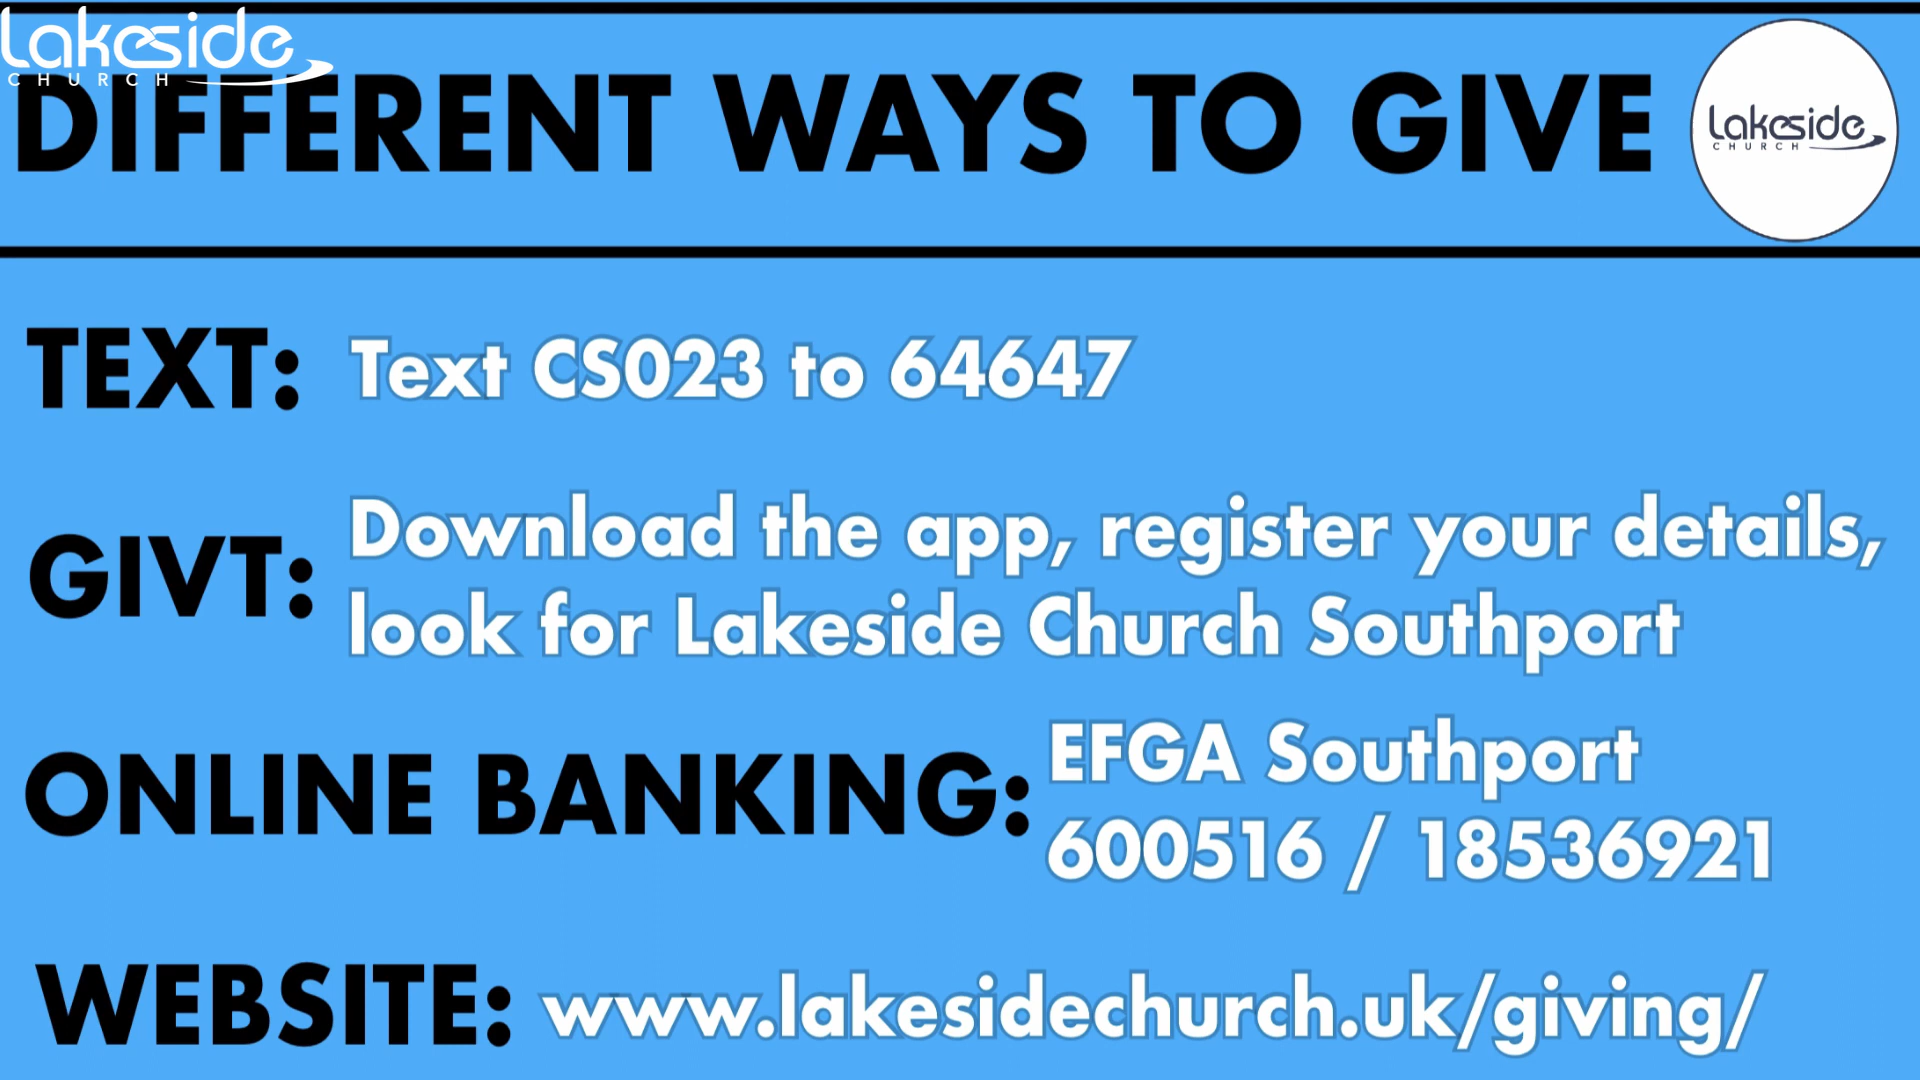 Lakeside
CHURCH
DIFFERENT WAYS TO GIVE
Lakeside
CHURCH
TEXT: Text CS023 to 64647
GIVT: Download the app, register your details,
look for Lakeside Church Southport
ONLINE BANKING: EFGA Southport
600516 / 18536921
WEBSITE: www.lakesidechurch.uk/giving/